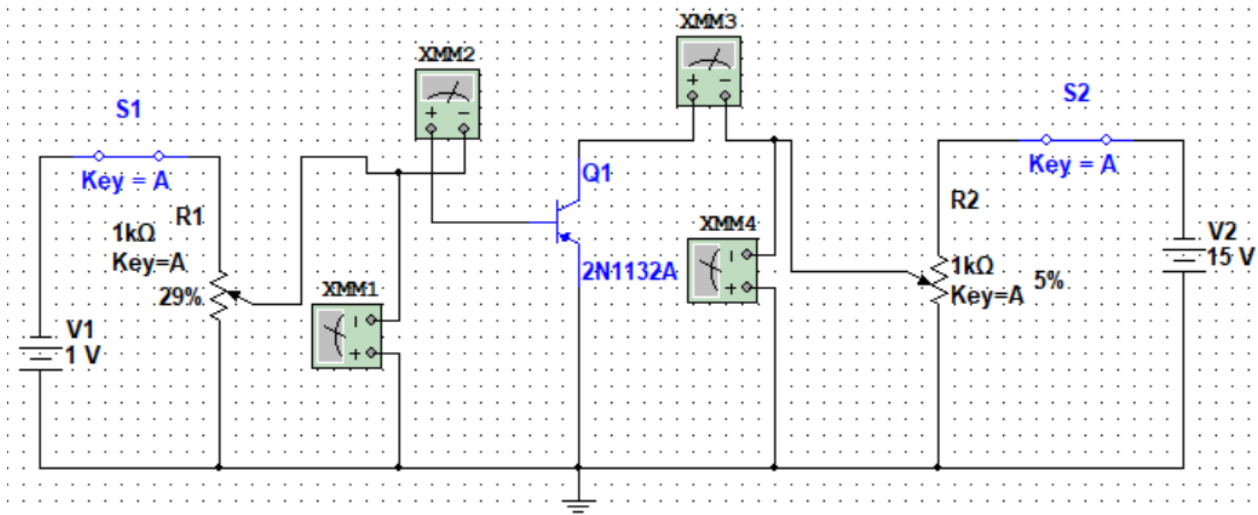 XMM3
XMM2
+ −
S1
+ −
S2
Key = A
Q1
Key = A
R1
R2
1kΩ
Key=A
XMM4
V2
15 V
29%
XMM1
2N1132A
1kΩ
Key=A
5%
V1
1 V